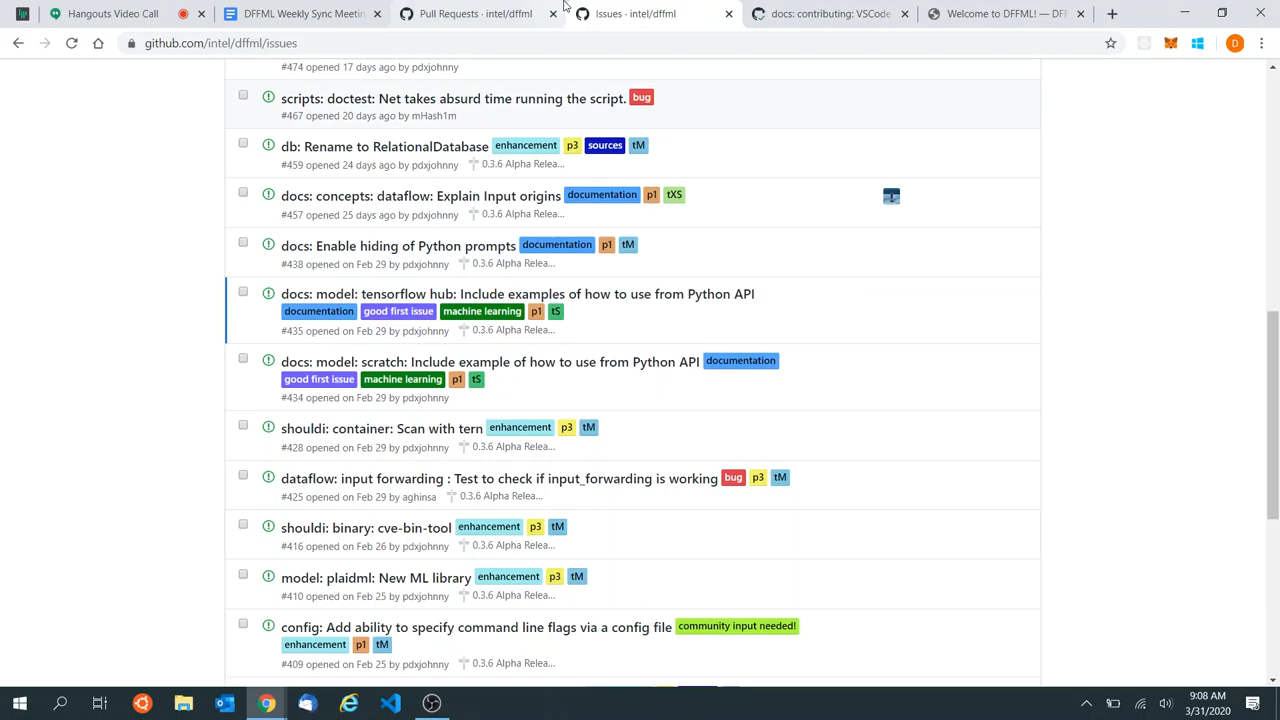 Hangouts Video Call
DFFML Weekly Sync Meetin
Pull Requests · intel/dffml
Issues · intel/dffml
docs: contributing: VSCode
Welcome to DFFML! — DFF
github.com/intel/dffml/issues
D
#474 opened 17 days ago by pdxjohnny
scripts: doctest: Net takes absurd time running the script. bug
#467 opened 20 days ago by mHash1m
db: Rename to RelationalDatabase enhancement p3 sources tM
#459 opened 24 days ago by pdxjohnny 0.3.6 Alpha Relea...
docs: concepts: dataflow: Explain Input origins documentation p1 tXS
#457 opened 25 days ago by pdxjohnny 0.3.6 Alpha Relea...
docs: Enable hiding of Python prompts documentation p1 tM
#438 opened on Feb 29 by pdxjohnny 0.3.6 Alpha Relea...
docs: model: tensorflow hub: Include examples of how to use from Python API
documentation good first issue machine learning p1 tS
#435 opened on Feb 29 by pdxjohnny 0.3.6 Alpha Relea...
docs: model: scratch: Include example of how to use from Python API documentation
good first issue machine learning p1 tS
#434 opened on Feb 29 by pdxjohnny
shouldi: container: Scan with tern enhancement p3 tM
#428 opened on Feb 29 by pdxjohnny 0.3.6 Alpha Relea...
dataflow: input forwarding : Test to check if input_forwarding is working bug p3 tM
#425 opened on Feb 29 by aghinsa 0.3.6 Alpha Relea...
shouldi: binary: cve-bin-tool enhancement p3 tM
#416 opened on Feb 26 by pdxjohnny 0.3.6 Alpha Relea...
model: plaidml: New ML library enhancement p3 tM
#410 opened on Feb 25 by pdxjohnny 0.3.6 Alpha Relea...
config: Add ability to specify command line flags via a config file community input needed!
enhancement p1 tM
#409 opened on Feb 25 by pdxjohnny 0.3.6 Alpha Relea...
9:08 AM
3/31/2020